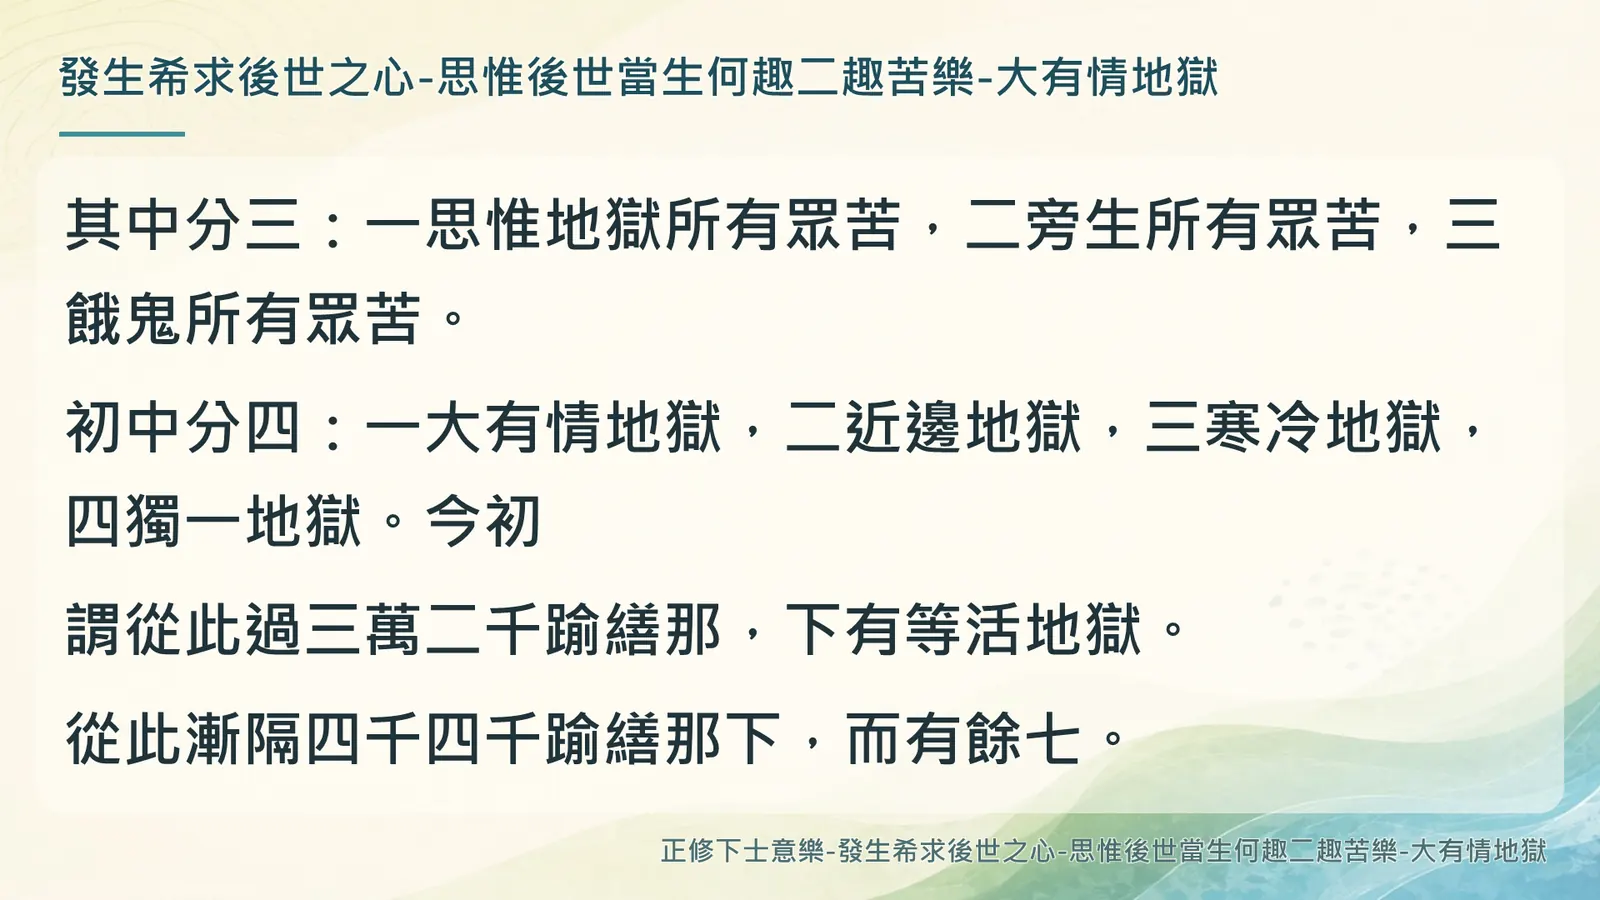 發生希求後世之心-思惟後世當生何趣二趣苦樂-大有情地獄
其中分三：一思惟地獄所有眾苦，二旁生所有眾苦，三
餓鬼所有眾苦。
初中分四：一大有情地獄，二近邊地獄，三寒冷地獄，
四獨一地獄。今初
謂從此過三萬二千踰繕那，下有等活地獄。
從此漸隔四千四千踰繕那下，而有餘七。
正修下士意樂-發生希求後世之心-思惟後世當生何趣二趣苦樂-大有情地獄